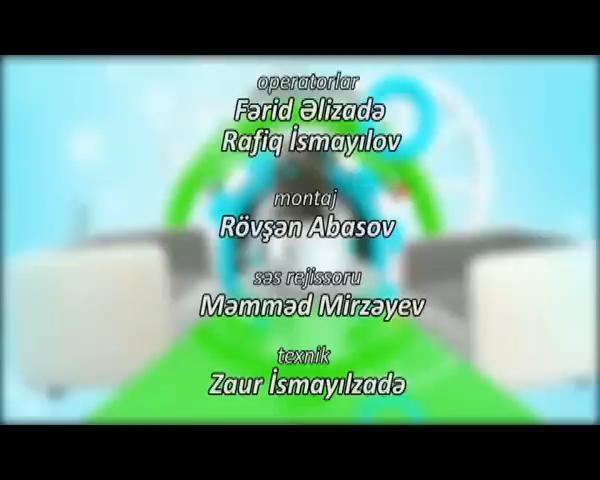 operatorlar
Fərid Əlizadə
Rafiq İsmayılov
montaj
Rövşən Abasov
səs rejissoru
Məmməd Mirzəyev
texnik
Zaur İsmayılzadə